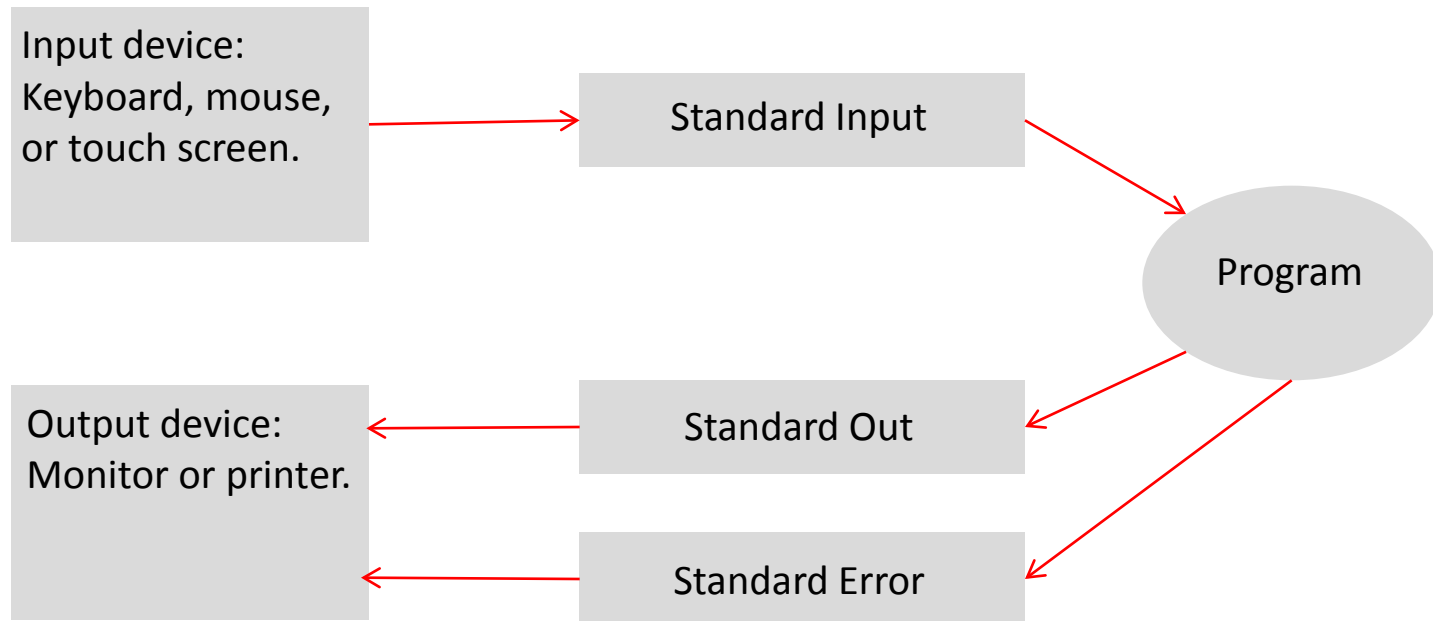 Input device:
Keyboard, mouse,
or touch screen.
Standard Input
Program
Output device:
Monitor or printer.
Standard Out
Standard Error